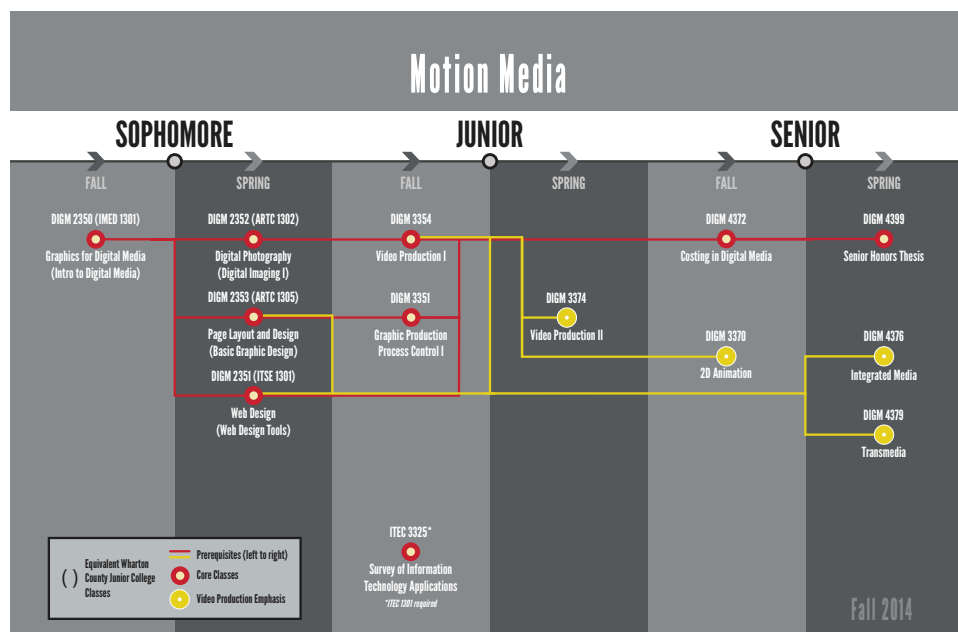 Motion Media
SOPHOMORE
JUNIOR
SENIOR
FALL
SPRING
FALL
SPRING
FALL
SPRING
DIGM 2350 (IMED 1301)
Graphics for Digital Media
(Intro to Digital Media)
DIGM 2352 (ARTC 1302)
Digital Photography
(Digital Imaging I)
DIGM 2353 (ARTC 1305)
Page Layout and Design
(Basic Graphic Design)
DIGM 2351 (ITSE 1301)
Web Design
(Web Design Tools)
DIGM 3354
Video Production I
DIGM 3351
Graphic Production
Process Control I
ITEC 3325*
Survey of Information
Technology Applications
*ITEC 1301 required
DIGM 3374
Video Production II
DIGM 4372
Costing in Digital Media
DIGM 3370
2D Animation
DIGM 4399
Senior Honors Thesis
DIGM 4376
Integrated Media
DIGM 4379
Transmedia
( )
Equivalent Wharton
County Junior College
Classes
Prerequisites (left to right)
Core Classes
Video Production Emphasis
Fall 2014